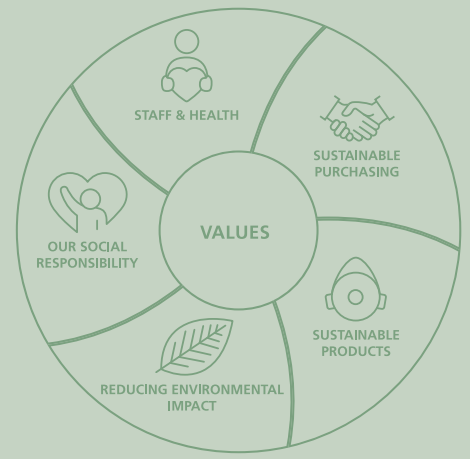 STAFF & HEALTH
SUSTAINABLE
PURCHASING
VALUES
OUR SOCIAL
RESPONSIBILITY
SUSTAINABLE
PRODUCTS
REDUCING ENVIRONMENTAL
IMPACT